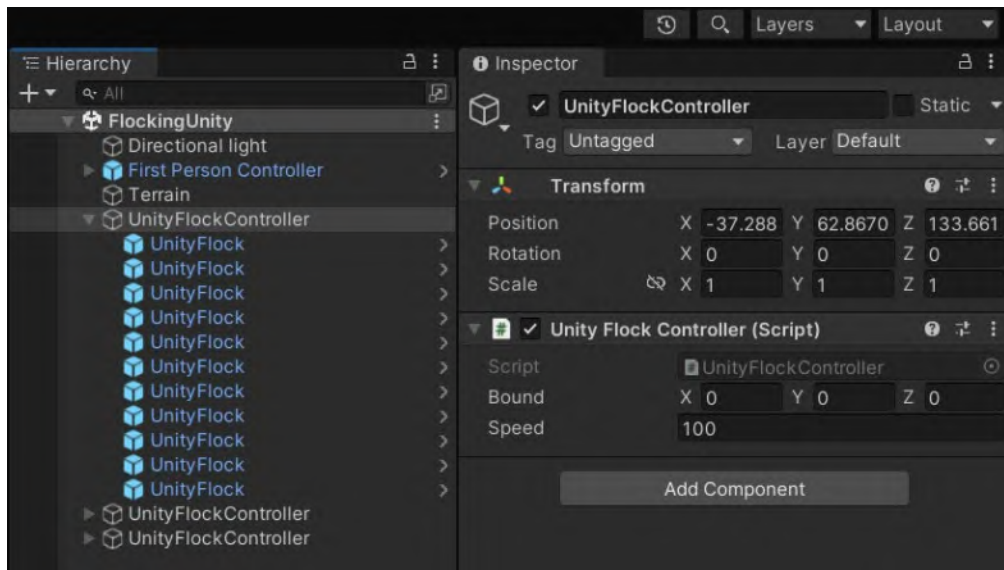 Layers Layout
Hierarchy
All
FlockingUnity
Directional light
First Person Controller
Terrain
UnityFlockController
UnityFlock
UnityFlock
UnityFlock
UnityFlock
UnityFlock
UnityFlock
UnityFlock
UnityFlock
UnityFlock
UnityFlock
UnityFlock
UnityFlockController
UnityFlockController
Inspector
UnityFlockController Static
Tag Untagged Layer Default
Transform
Position X -37.288 Y 62.8670 Z 133.661
Rotation X 0 Y 0 Z 0
Scale X 1 Y 1 Z 1
# Unity Flock Controller (Script)
Script UnityFlockController
Bound X 0 Y 0 Z 0
Speed 100
Add Component